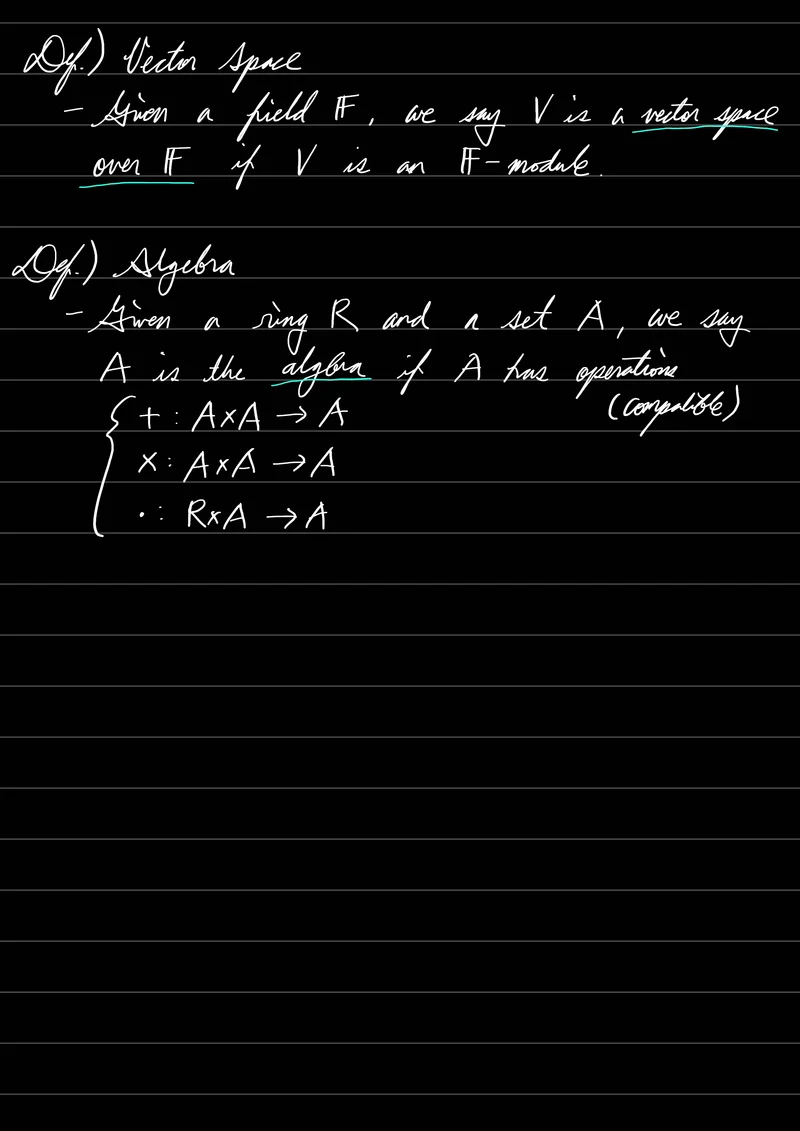 Def.) Vector Space
- Given a field 𝔽, we say V is a vector space
over 𝔽 if V is an 𝔽-module.
Def.) Algebra
- Given a ring R and a set A, we say
A is the algebra if A has operations
(compatible)
{ + : A×A → A
× : A×A → A
· : R×A → A